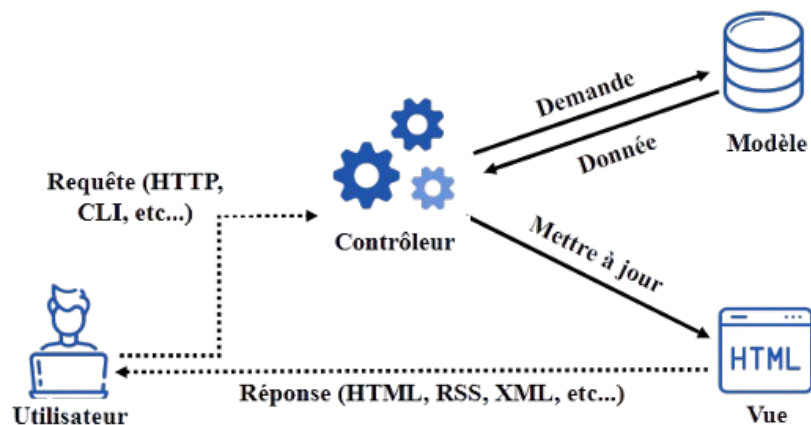 Demande
Donnée
Modèle
Requête (HTTP,
CLI, etc...)
Contrôleur
Mettre à jour
HTML
Réponse (HTML, RSS, XML, etc...)
Utilisateur
Vue